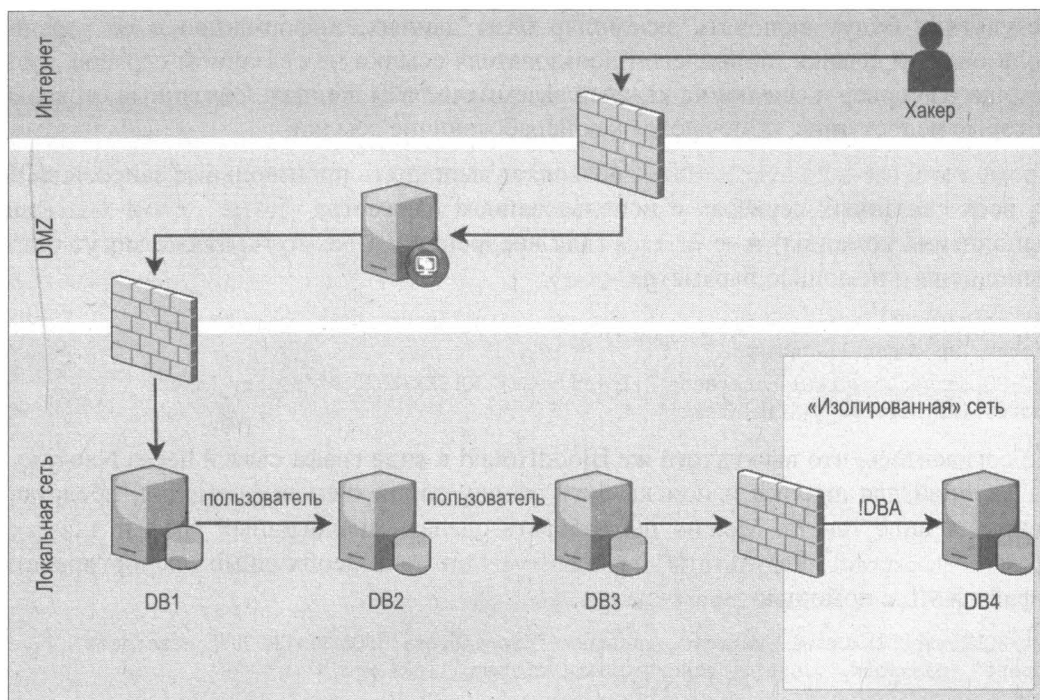 Интернет
Хакер
DMZ
«Изолированная» сеть
Локальная сеть
пользователь
пользователь
!DBA
DB1
DB2
DB3
DB4